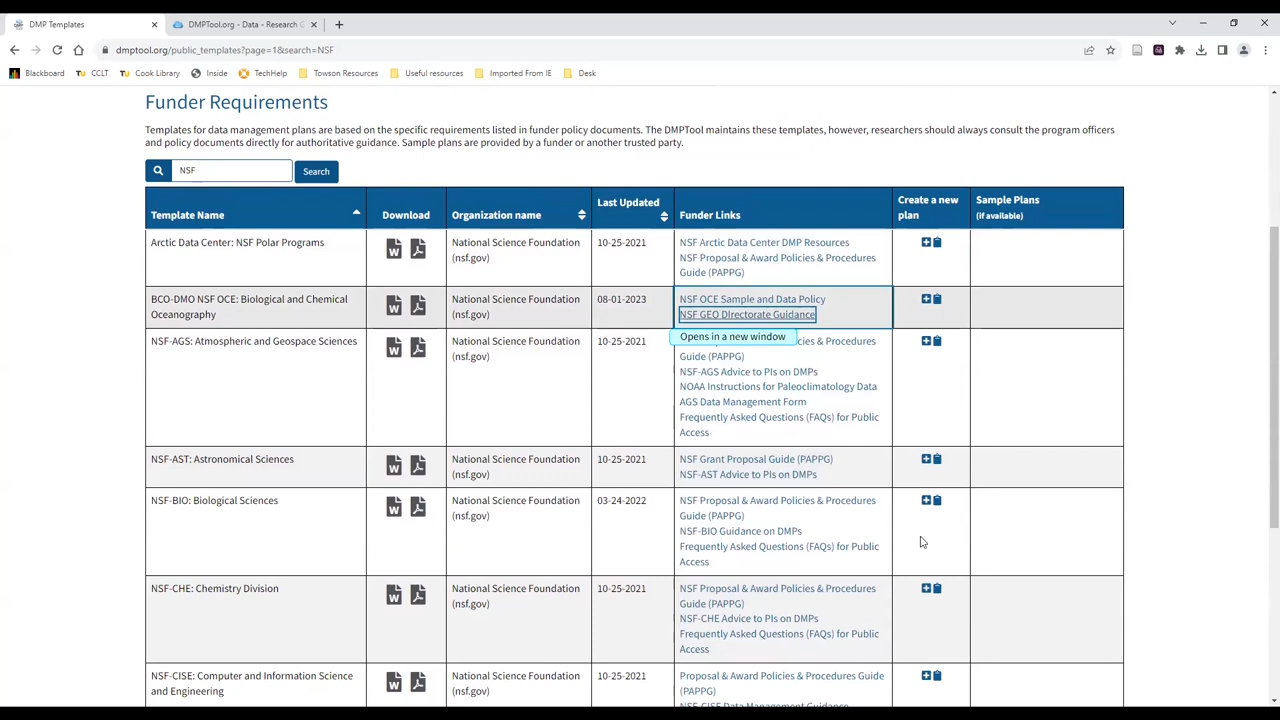 DMP Templates
DMPTool.org - Data - Research G
dmptool.org/public_templates?page=1&search=NSF
Blackboard
CCLT
Cook Library
Inside
TechHelp
Towson Resources
Useful resources
Imported From IE
Desk
Funder Requirements
Templates for data management plans are based on the specific requirements listed in funder policy documents. The DMPTool maintains these templates, however, researchers should always consult the program officers
and policy documents directly for authoritative guidance. Sample plans are provided by a funder or another trusted party.
NSF
Search
Template Name
Download
Organization name
Last Updated
Funder Links
Create a new
plan
Sample Plans
(if available)
Arctic Data Center: NSF Polar Programs
National Science Foundation
(nsf.gov)
10-25-2021
NSF Arctic Data Center DMP Resources
NSF Proposal & Award Policies & Procedures
Guide (PAPPG)
BCO-DMO NSF OCE: Biological and Chemical
Oceanography
National Science Foundation
(nsf.gov)
08-01-2023
NSF OCE Sample and Data Policy
NSF GEO DIrectorate Guidance
Opens in a new window
NSF-AGS: Atmospheric and Geospace Sciences
National Science Foundation
(nsf.gov)
10-25-2021
cies & Procedures
Guide (PAPPG)
NSF-AGS Advice to PIs on DMPs
NOAA Instructions for Paleoclimatology Data
AGS Data Management Form
Frequently Asked Questions (FAQs) for Public
Access
NSF-AST: Astronomical Sciences
National Science Foundation
(nsf.gov)
10-25-2021
NSF Grant Proposal Guide (PAPPG)
NSF-AST Advice to PIs on DMPs
NSF-BIO: Biological Sciences
National Science Foundation
(nsf.gov)
03-24-2022
NSF Proposal & Award Policies & Procedures
Guide (PAPPG)
NSF-BIO Guidance on DMPs
Frequently Asked Questions (FAQs) for Public
Access
NSF-CHE: Chemistry Division
National Science Foundation
(nsf.gov)
10-25-2021
NSF Proposal & Award Policies & Procedures
Guide (PAPPG)
NSF-CHE Advice to PIs on DMPs
Frequently Asked Questions (FAQs) for Public
Access
NSF-CISE: Computer and Information Science
and Engineering
National Science Foundation
(nsf.gov)
10-25-2021
Proposal & Award Policies & Procedures Guide
(PAPPG)
NSF-CISE Data Management Guidance